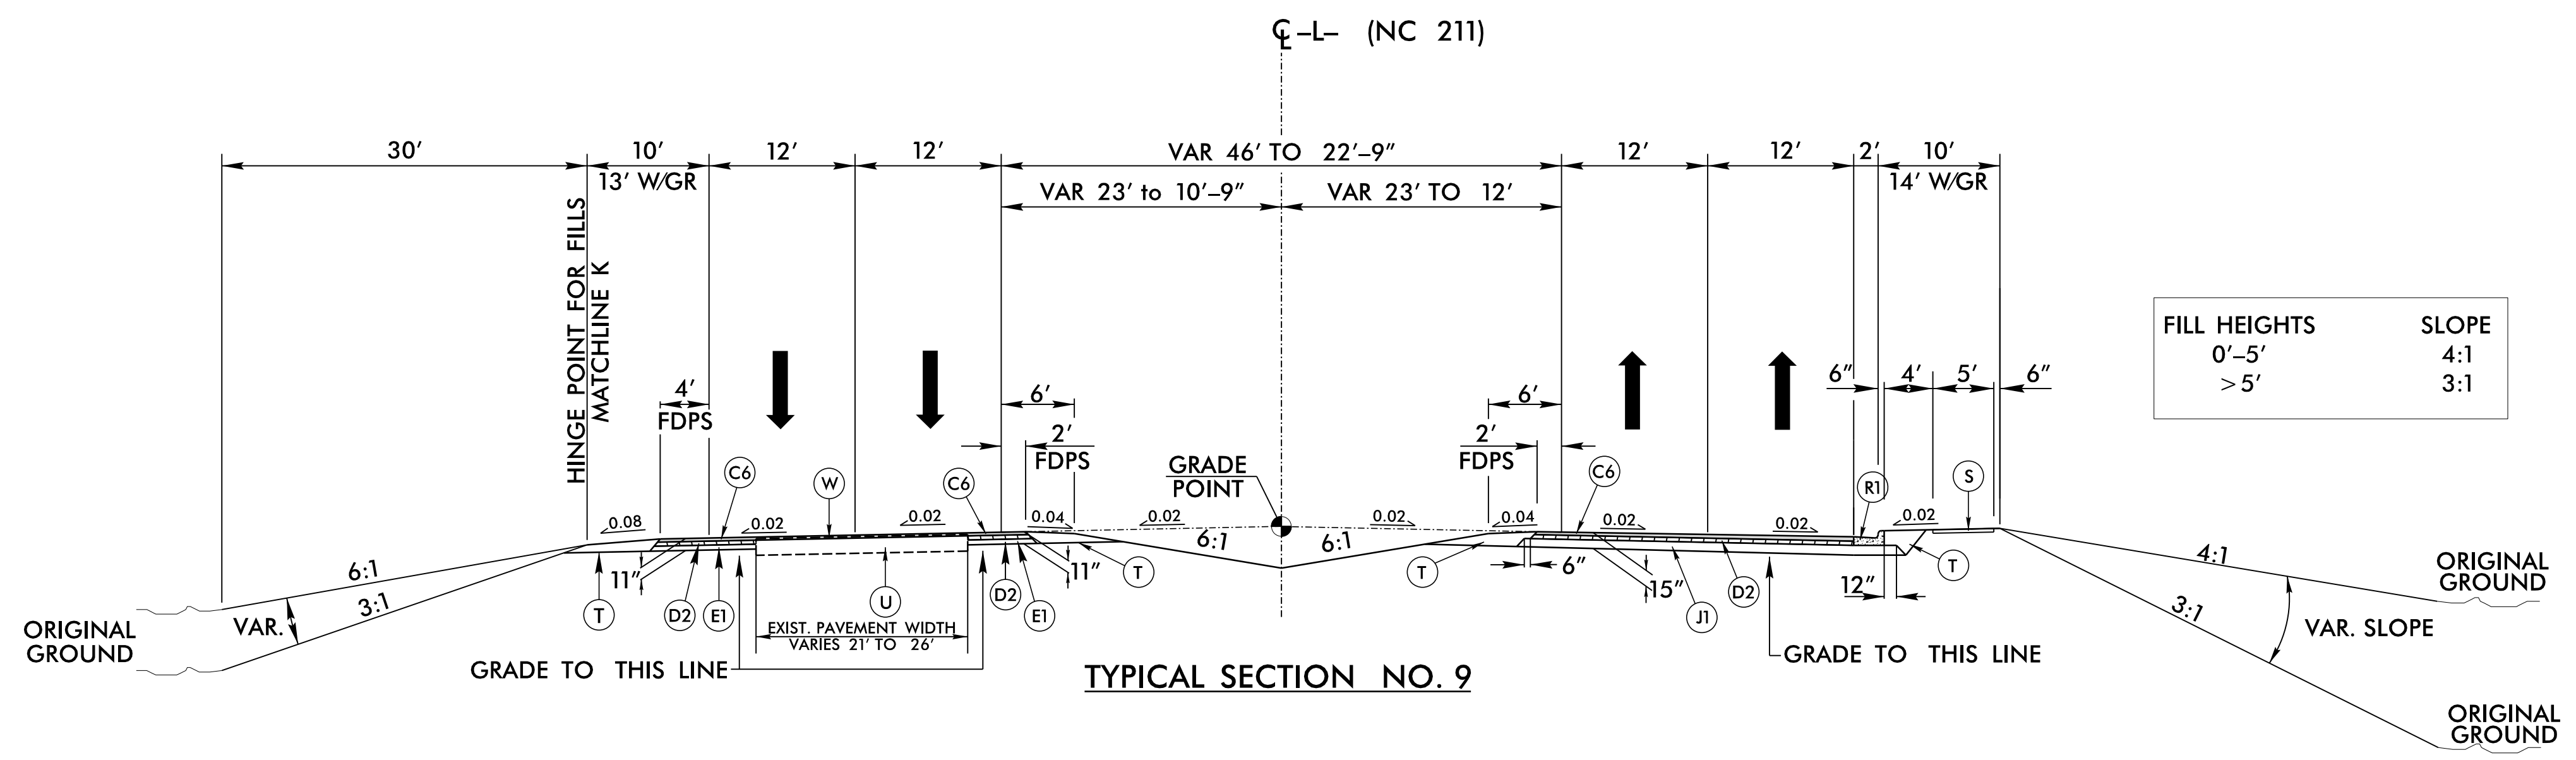 ℄ –L– (NC 211)
30' 10' 12' 12' VAR 46' TO 22'–9" 12' 12' 2' 10'
13' W/GR 14' W/GR
VAR 23' to 10'–9" VAR 23' TO 12'
HINGE POINT FOR FILLS
MATCHLINE K
FILL HEIGHTS SLOPE
0'–5' 4:1
> 5' 3:1
4' 6' 6' 6" 4' 5' 6"
FDPS
2' 2'
FDPS FDPS
GRADE
POINT
C6 W C6 C6 R1 S
0.08 0.02 0.02 0.04 0.02 0.02 0.04 0.02 0.02 0.02
6:1 6:1
6:1 3:1 VAR.
4:1 3:1
11" 11" 6" 15" 12"
T D2 E1 U D2 E1 T T J1 D2 T
EXIST. PAVEMENT WIDTH
VARIES 21' TO 26'
ORIGINAL
GROUND
ORIGINAL
GROUND
VAR. SLOPE
GRADE TO THIS LINE
GRADE TO THIS LINE
TYPICAL SECTION NO. 9
ORIGINAL
GROUND